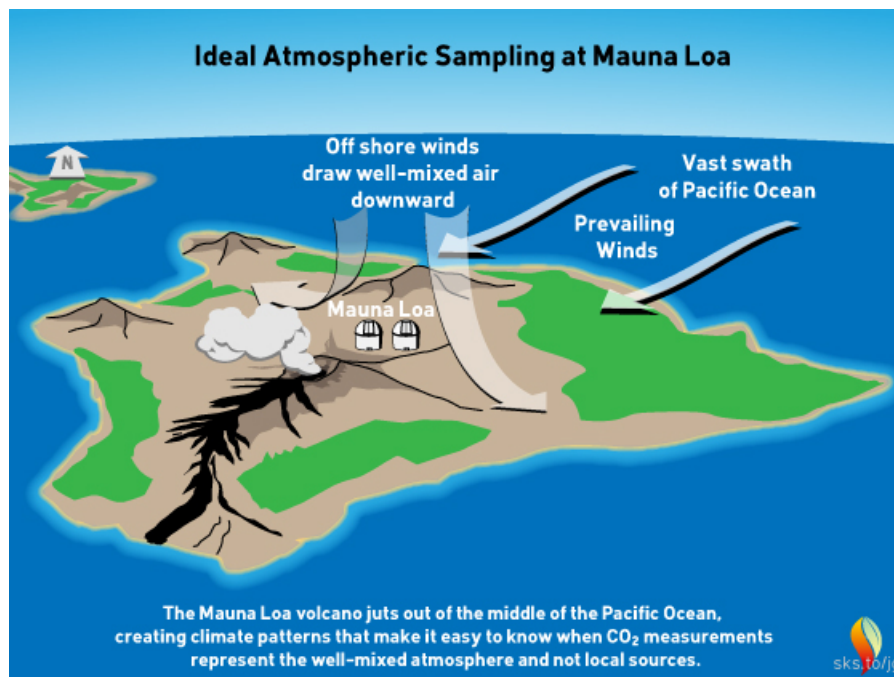 Ideal Atmospheric Sampling at Mauna Loa
N
Off shore winds
draw well-mixed air
downward
Vast swath
of Pacific Ocean
Prevailing
Winds
Mauna Loa
The Mauna Loa volcano juts out of the middle of the Pacific Ocean,
creating climate patterns that make it easy to know when CO₂ measurements
represent the well-mixed atmosphere and not local sources.